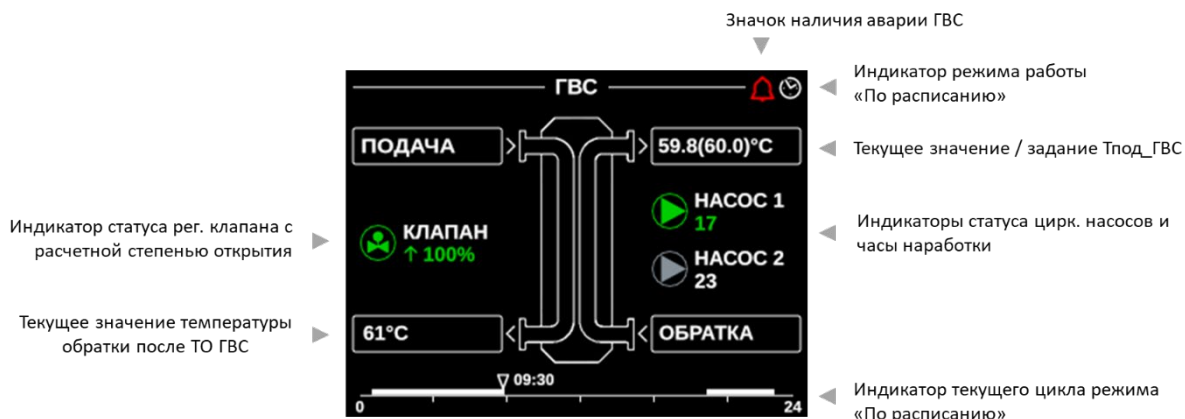 Значок наличия аварии ГВС
Индикатор режима работы
«По расписанию»
ГВС
ПОДАЧА
59.8(60.0)°C
Текущее значение / задание Тпод_ГВС
Индикатор статуса рег. клапана с
расчетной степенью открытия
КЛАПАН
↑ 100%
НАСОС 1
17
НАСОС 2
23
Индикаторы статуса цирк. насосов и
часы наработки
Текущее значение температуры
обратки после ТО ГВС
61°C
ОБРАТКА
09:30
0
24
Индикатор текущего цикла режима
«По расписанию»